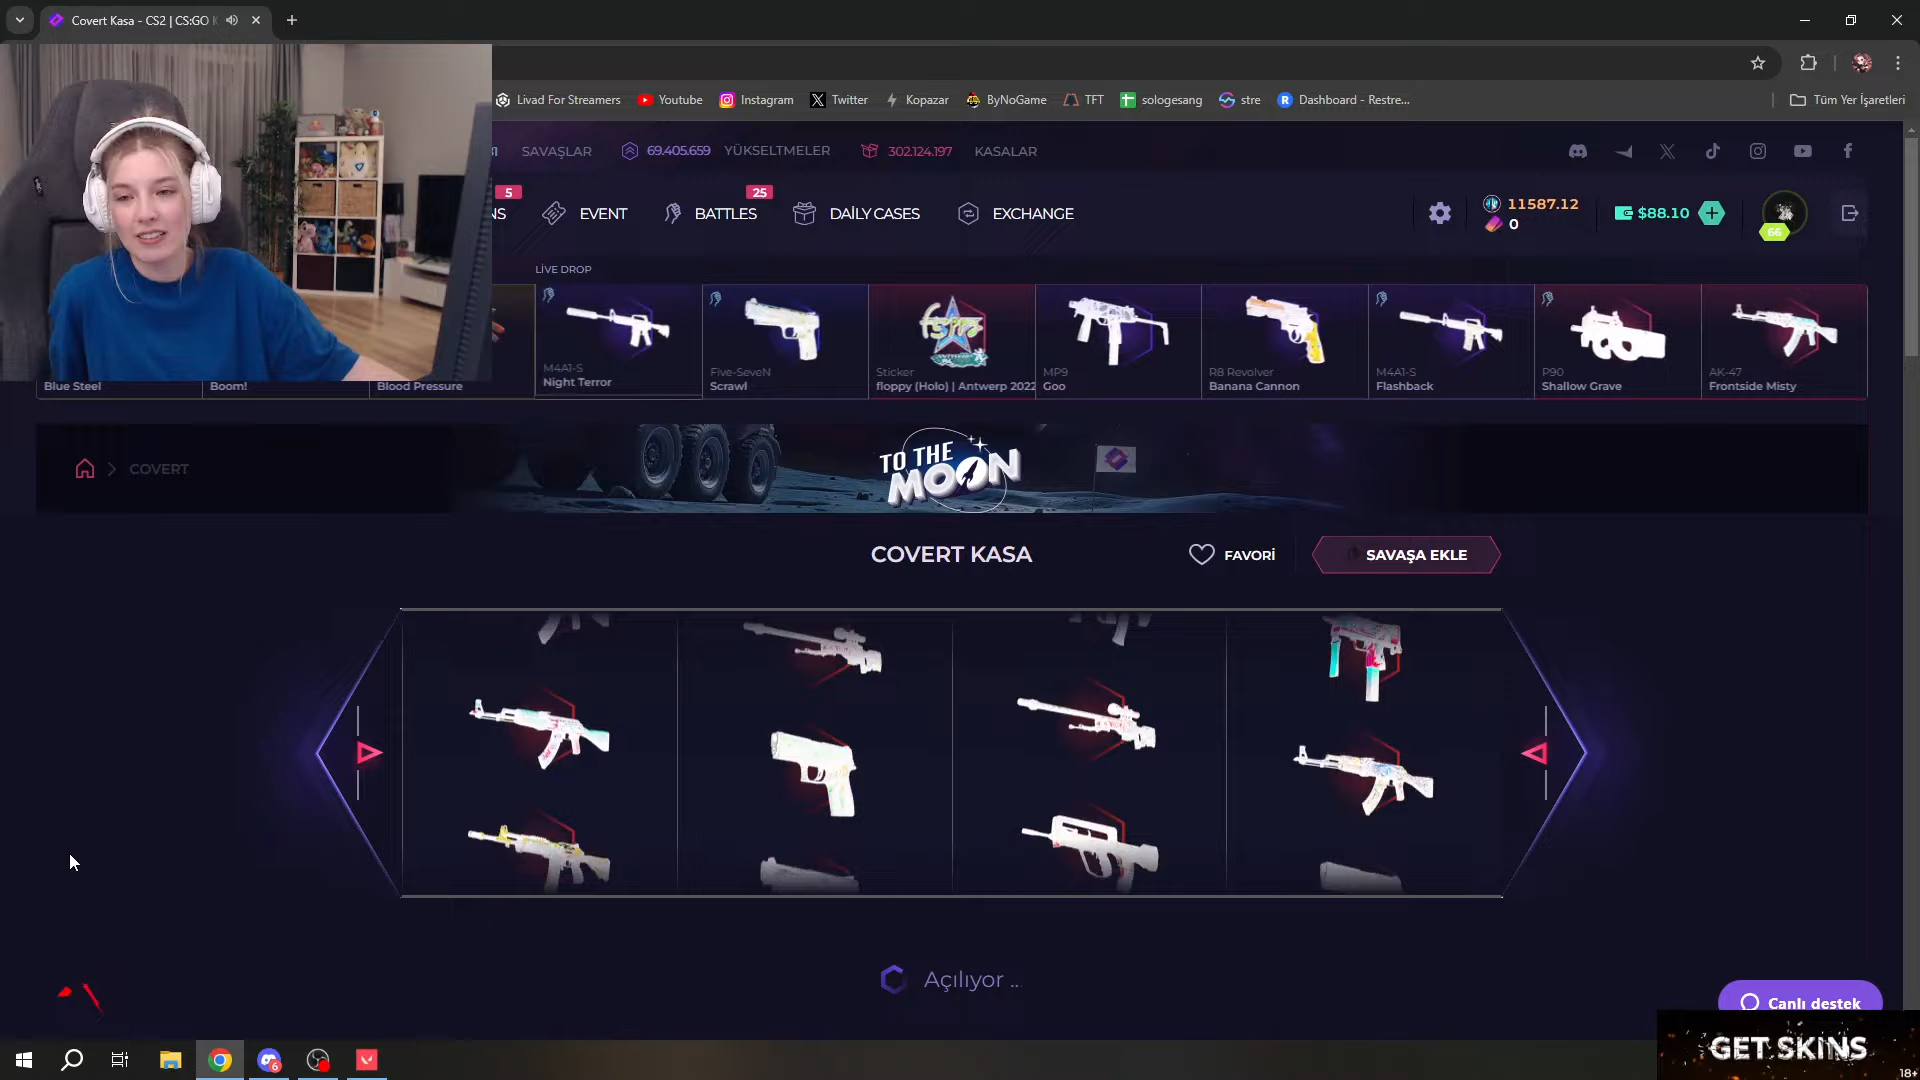 Covert Kasa - CS2 | CS:GO
Livad For Streamers
Youtube
Instagram
Twitter
Kopazar
ByNoGame
TFT
sologesang
stre
Dashboard - Restre...
Tüm Yer İşaretleri
SAVAŞLAR
69.405.659 YÜKSELTMELER
302.124.197 KASALAR
5
EVENT
25
BATTLES
DAİLY CASES
EXCHANGE
11587.12
0
$88.10
66
LİVE DROP
Blue Steel
Boom!
Blood Pressure
M4A1-S
Night Terror
Five-SeveN
Scrawl
Sticker
floppy (Holo) | Antwerp 2022
MP9
Goo
R8 Revolver
Banana Cannon
M4A1-S
Flashback
P90
Shallow Grave
AK-47
Frontside Misty
COVERT
TO THE
MOON
COVERT KASA
FAVORİ
SAVAŞA EKLE
Açılıyor ..
Canlı destek
GET SKINS
18+
6